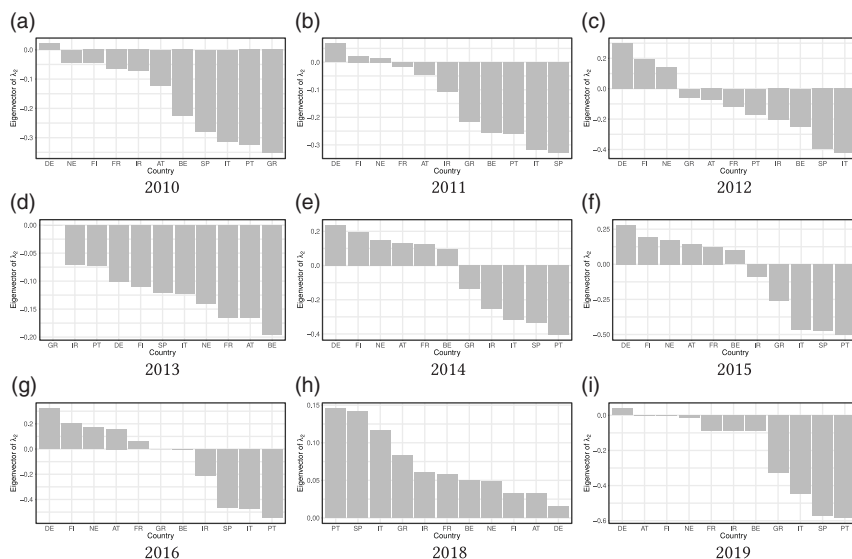 (a)
Eigenvector of λ₂
0.0
−0.1
−0.2
−0.3
DE NE FI FR IR AT BE SP IT PT GR
Country
2010
(b)
Eigenvector of λ₂
0.1
0.0
−0.1
−0.2
−0.3
DE FI NE FR AT IR GR BE PT IT SP
Country
2011
(c)
Eigenvector of λ₂
0.2
0.0
−0.2
−0.4
DE FI NE GR AT FR PT IR BE SP IT
Country
2012
(d)
Eigenvector of λ₂
0.00
−0.05
−0.10
−0.15
−0.20
GR IR PT DE FI SP IT NE FR AT BE
Country
2013
(e)
Eigenvector of λ₂
0.2
0.0
−0.2
−0.4
DE FI NE AT FR BE GR IR IT SP PT
Country
2014
(f)
Eigenvector of λ₂
0.25
0.00
−0.25
−0.50
DE FI NE AT FR BE IR GR IT SP PT
Country
2015
(g)
Eigenvector of λ₂
0.2
0.0
−0.2
−0.4
DE FI NE AT FR GR BE IR SP IT PT
Country
2016
(h)
Eigenvector of λ₂
0.15
0.10
0.05
0.00
PT SP IT GR IR FR BE NE FI AT DE
Country
2018
(i)
Eigenvector of λ₂
0.0
−0.2
−0.4
−0.6
DE AT FI NE FR IR BE GR IT SP PT
Country
2019